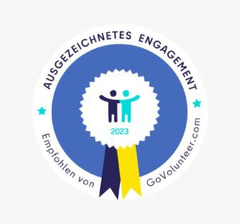 AUSGEZEICHNETES ENGAGEMENT
2023
Empfohlen von GoVolunteer.com